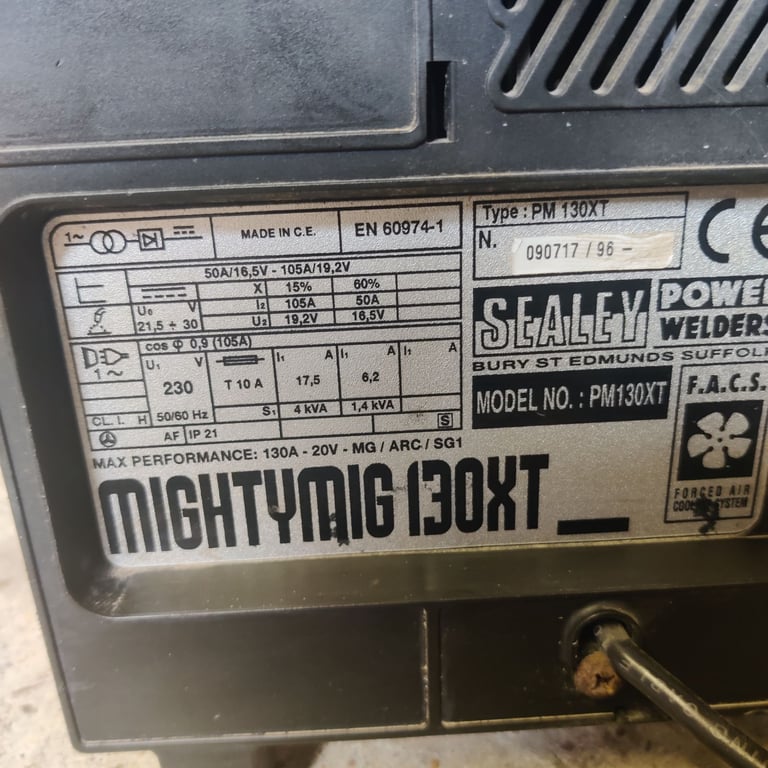 1~
MADE IN C.E.
EN 60974-1
50A/16,5V - 105A/19,2V
X 15% 60%
U₀ V I₂ 105A 50A
21,5 ÷ 30 U₂ 19,2V 16,5V
cos φ 0,9 (105A)
1~
U₁ V
230
T 10 A
I₁ A I₁ A I₁ A
17,5 6,2
CL. I. H 50/60 Hz S₁ 4 kVA 1,4 kVA
AF IP 21 S
MAX PERFORMANCE: 130A - 20V - MG / ARC / SG1
MIGHTYMIG 130XT
Type : PM 130XT
N. 090717 / 96 -
CE
SEALEY POWER
WELDERS
BURY ST EDMUNDS SUFFOLK
MODEL NO. : PM130XT
F.A.C.S.
FORCED AIR
COOLING SYSTEM